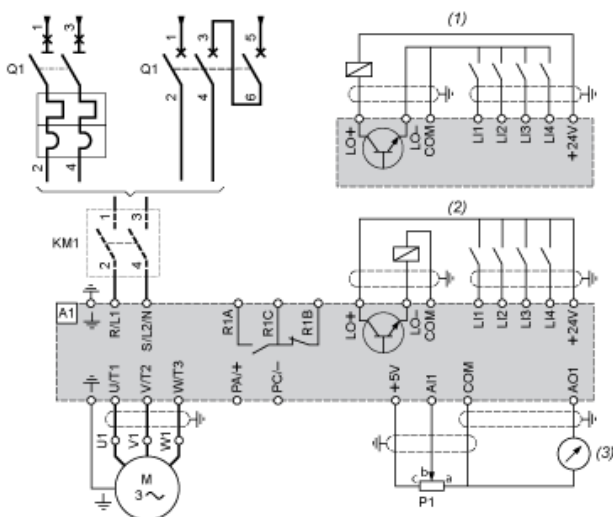 1 3 1 3 5
Q1 Q1
2 4 6
2 4
(1)
LO+ LO- COM LI1 LI2 LI3 LI4 +24V
KM1 1 3
2 4
(2)
A1 R/L1 S/L2/N R1A R1C R1B LO+ LO- COM LI1 LI2 LI3 LI4 +24V
U/T1 V/T2 W/T3 PA/+ PC/- +5V AI1 COM AO1
U1 V1 W1
M
3~
c b a
P1
(3)